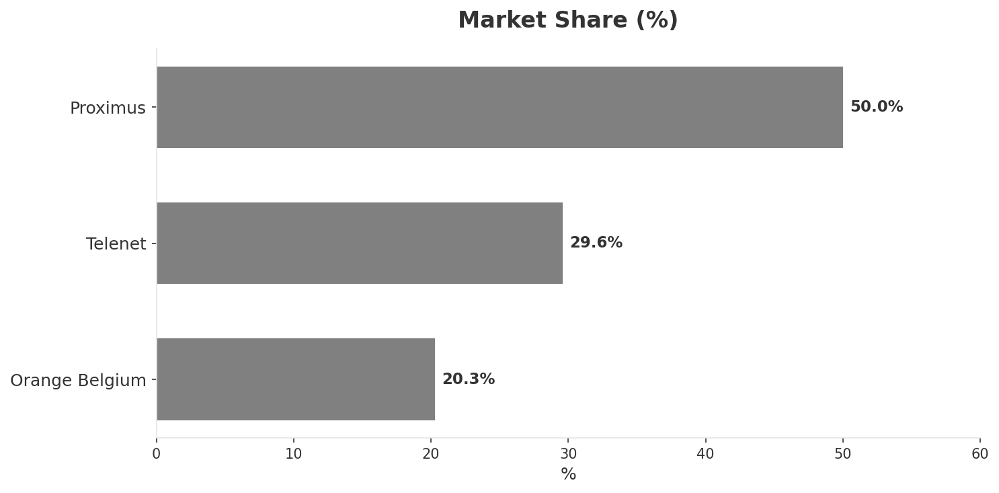 Market Share (%)
Proximus
50.0%
Telenet
29.6%
Orange Belgium
20.3%
0 10 20 30 40 50 60
%